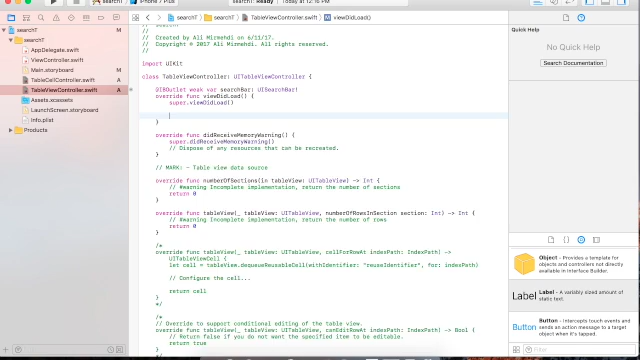 searchT
iPhone 7 Plus
searchT: Ready
Today at 12:16 PM
searchT
TableViewController.swift
viewDidLoad()
searchT
searchT
AppDelegate.swift
ViewController.swift
Main.storyboard
TableCellController.swift
TableViewController.swift
Assets.xcassets
LaunchScreen.storyboard
Info.plist
Products
// searchT
//
// Created by Ali Mirmehdi on 6/11/17.
// Copyright © 2017 Ali Mirmehdi. All rights reserved.
//
import UIKit
class TableViewController: UITableViewController {
@IBOutlet weak var searchBar: UISearchBar!
override func viewDidLoad() {
super.viewDidLoad()
}
override func didReceiveMemoryWarning() {
super.didReceiveMemoryWarning()
// Dispose of any resources that can be recreated.
}
// MARK: - Table view data source
override func numberOfSections(in tableView: UITableView) -> Int {
// #warning Incomplete implementation, return the number of sections
return 0
}
override func tableView(_ tableView: UITableView, numberOfRowsInSection section: Int) -> Int {
// #warning Incomplete implementation, return the number of rows
return 0
}
/*
override func tableView(_ tableView: UITableView, cellForRowAt indexPath: IndexPath) ->
UITableViewCell {
let cell = tableView.dequeueReusableCell(withIdentifier: "reuseIdentifier", for: indexPath)
// Configure the cell...
return cell
}
*/
/*
// Override to support conditional editing of the table view.
override func tableView(_ tableView: UITableView, canEditRowAt indexPath: IndexPath) -> Bool {
// Return false if you do not want the specified item to be editable.
return true
Quick Help
No Quick Help
Search Documentation
Object - Provides a template for
objects and controllers not directly
available in Interface Builder.
Label
Label - A variably sized amount of
static text.
Button
Button - Intercepts touch events and
sends an action message to a target
object when it's tapped.
Filter